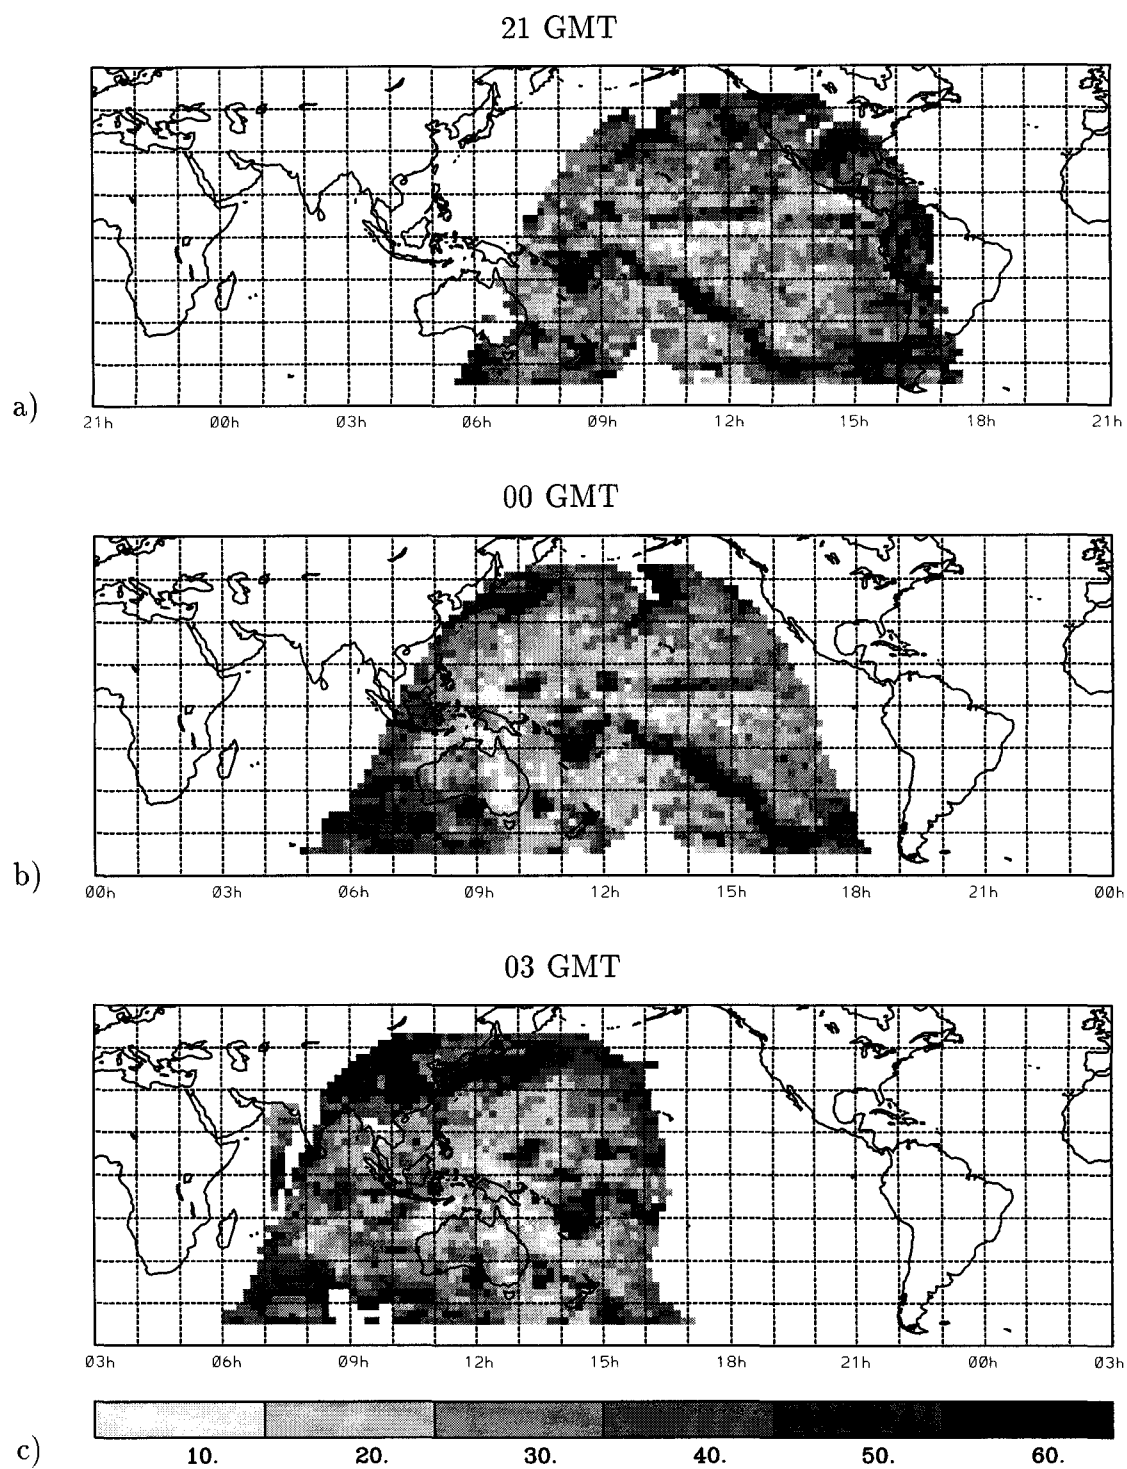 21 GMT
a)
21h 00h 03h 06h 09h 12h 15h 18h 21h
00 GMT
b)
00h 03h 06h 09h 12h 15h 18h 21h 00h
03 GMT
03h 06h 09h 12h 15h 18h 21h 00h 03h
c)
10. 20. 30. 40. 50. 60.